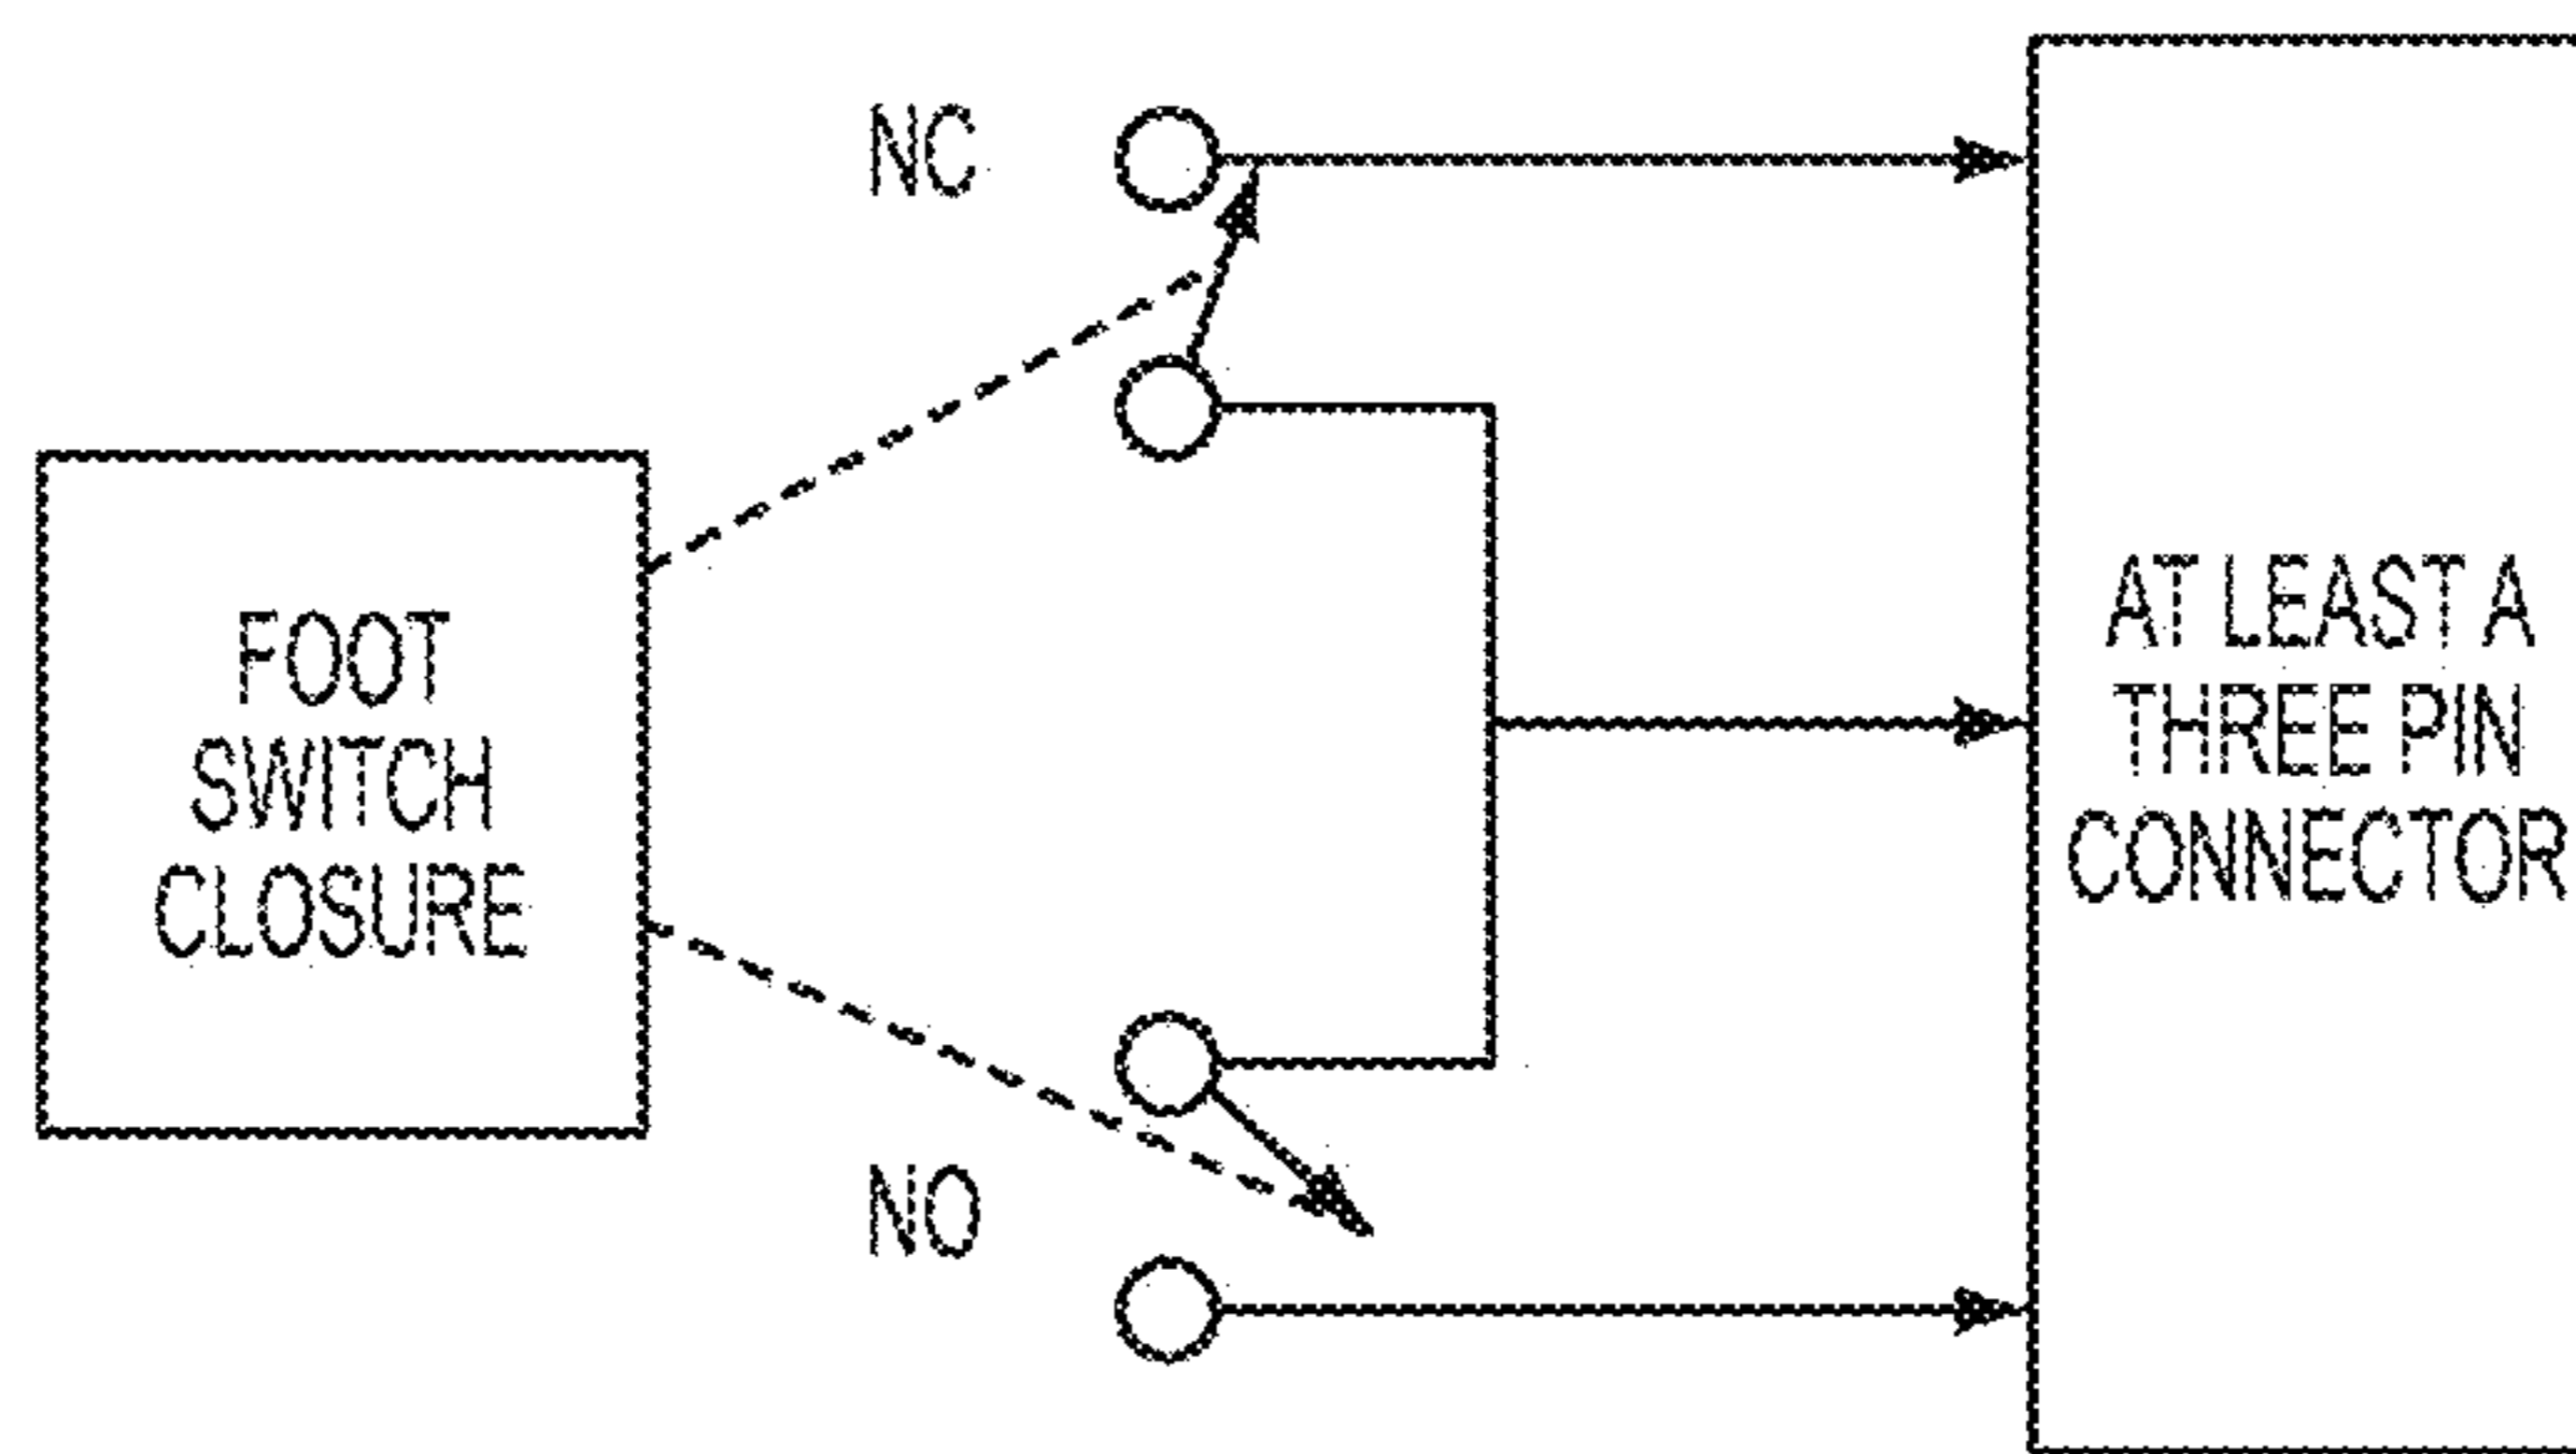 NC
FOOT
SWITCH
CLOSURE
NO
AT LEAST A
THREE PIN
CONNECTOR